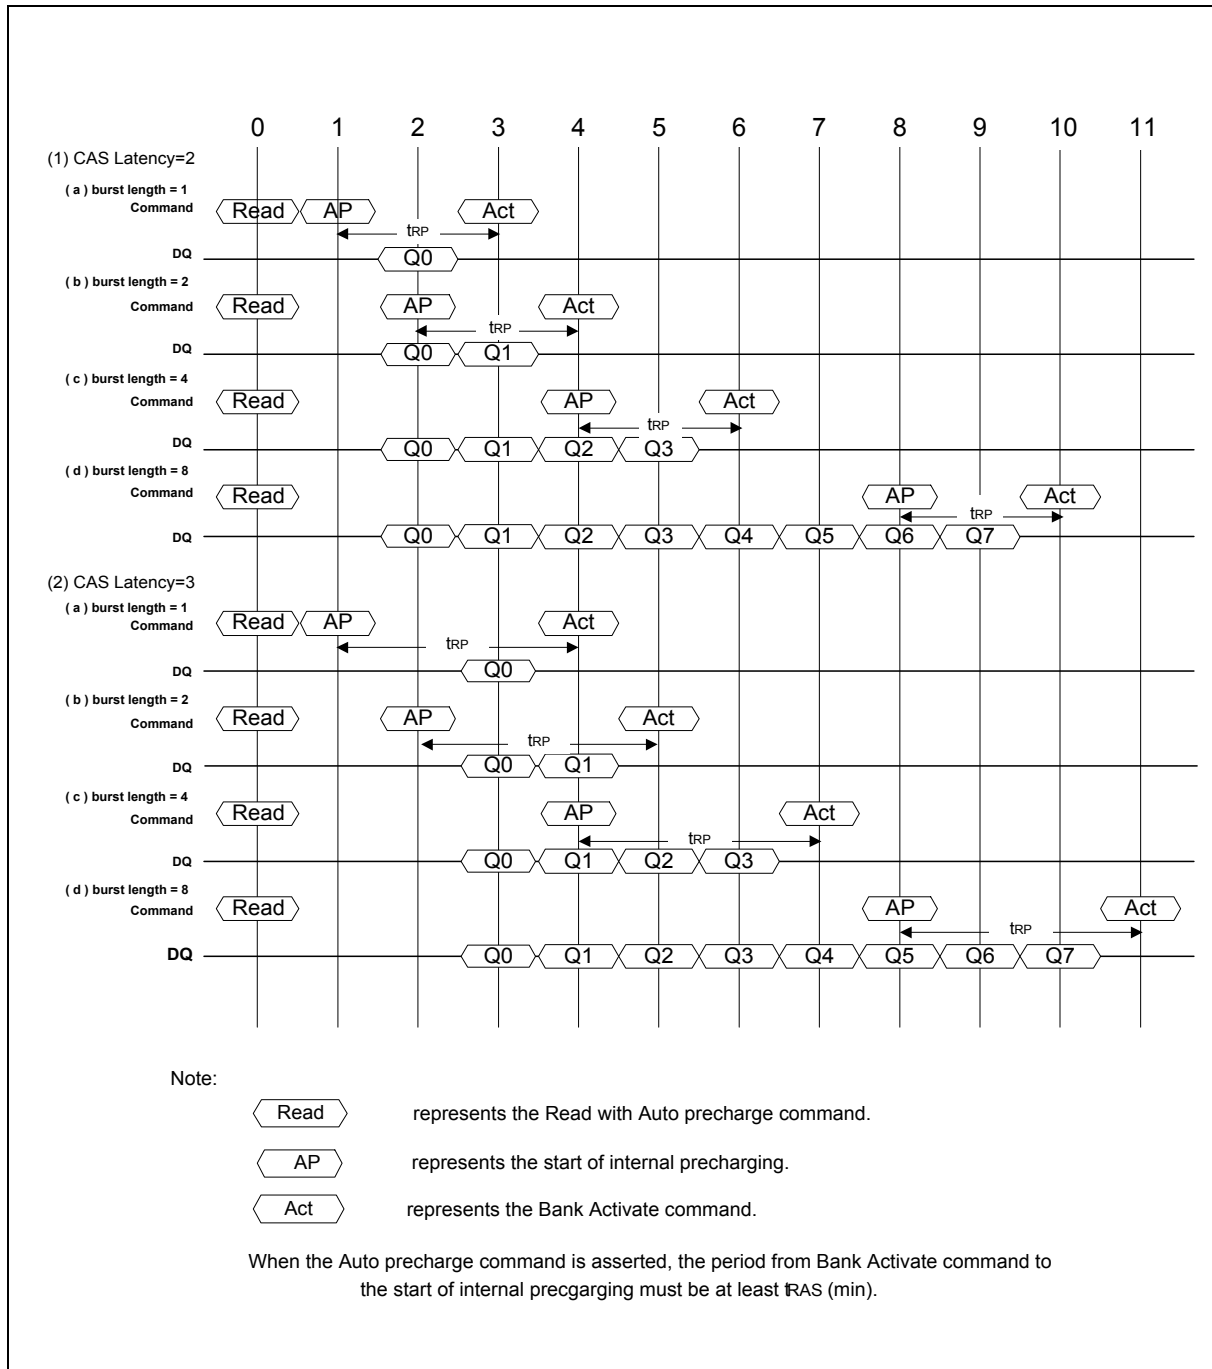 0 1 2 3 4 5 6 7 8 9 10 11
(1) CAS Latency=2
( a ) burst length = 1
Command Read AP Act
tRP
DQ Q0
( b ) burst length = 2
Command Read AP Act
tRP
DQ Q0 Q1
( c ) burst length = 4
Command Read AP Act
tRP
DQ Q0 Q1 Q2 Q3
( d ) burst length = 8
Command Read AP Act
tRP
DQ Q0 Q1 Q2 Q3 Q4 Q5 Q6 Q7
(2) CAS Latency=3
( a ) burst length = 1
Command Read AP Act
tRP
DQ Q0
( b ) burst length = 2
Command Read AP Act
tRP
DQ Q0 Q1
( c ) burst length = 4
Command Read AP Act
tRP
DQ Q0 Q1 Q2 Q3
( d ) burst length = 8
Command Read AP Act
tRP
DQ Q0 Q1 Q2 Q3 Q4 Q5 Q6 Q7
Note:
Read represents the Read with Auto precharge command.
AP represents the start of internal precharging.
Act represents the Bank Activate command.
When the Auto precharge command is asserted, the period from Bank Activate command to
the start of internal precgarging must be at least tRAS (min).